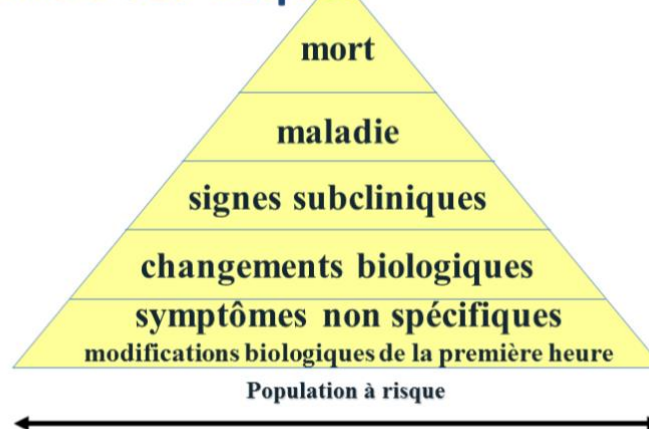 mort
maladie
signes subcliniques
changements biologiques
symptômes non spécifiques
modifications biologiques de la première heure
Population à risque